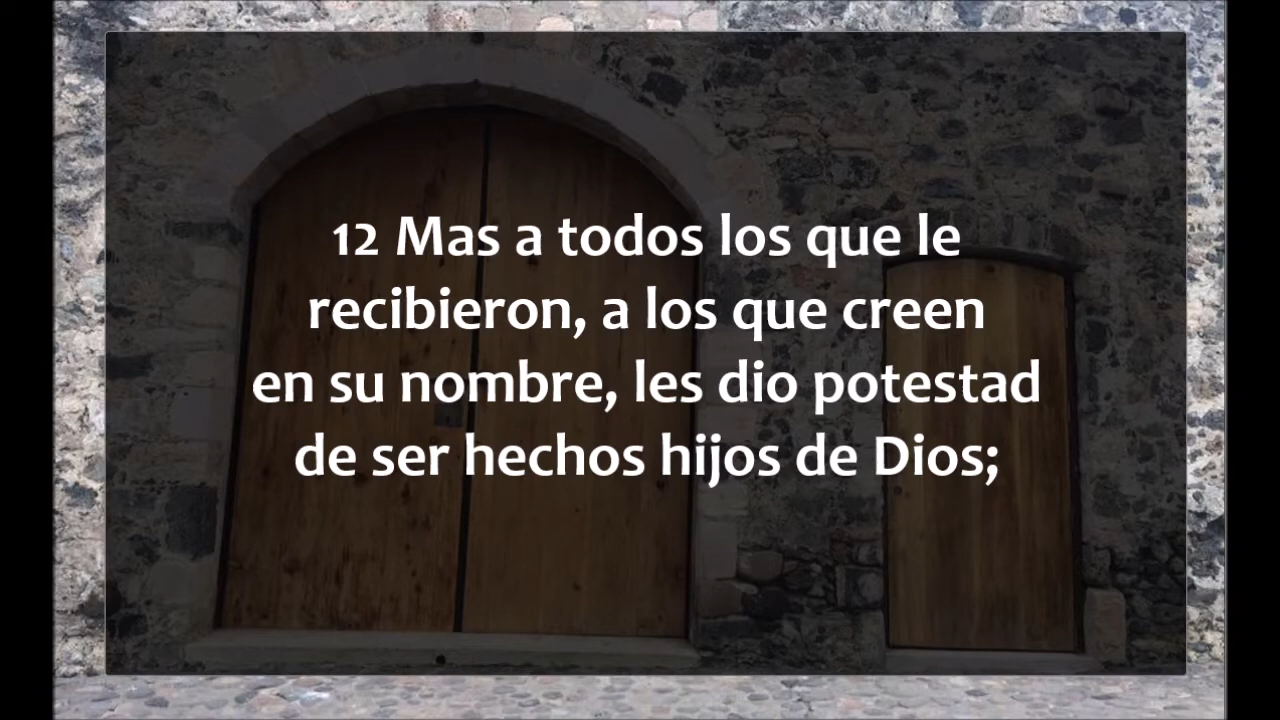 12 Mas a todos los que le
recibieron, a los que creen
en su nombre, les dio potestad
de ser hechos hijos de Dios;